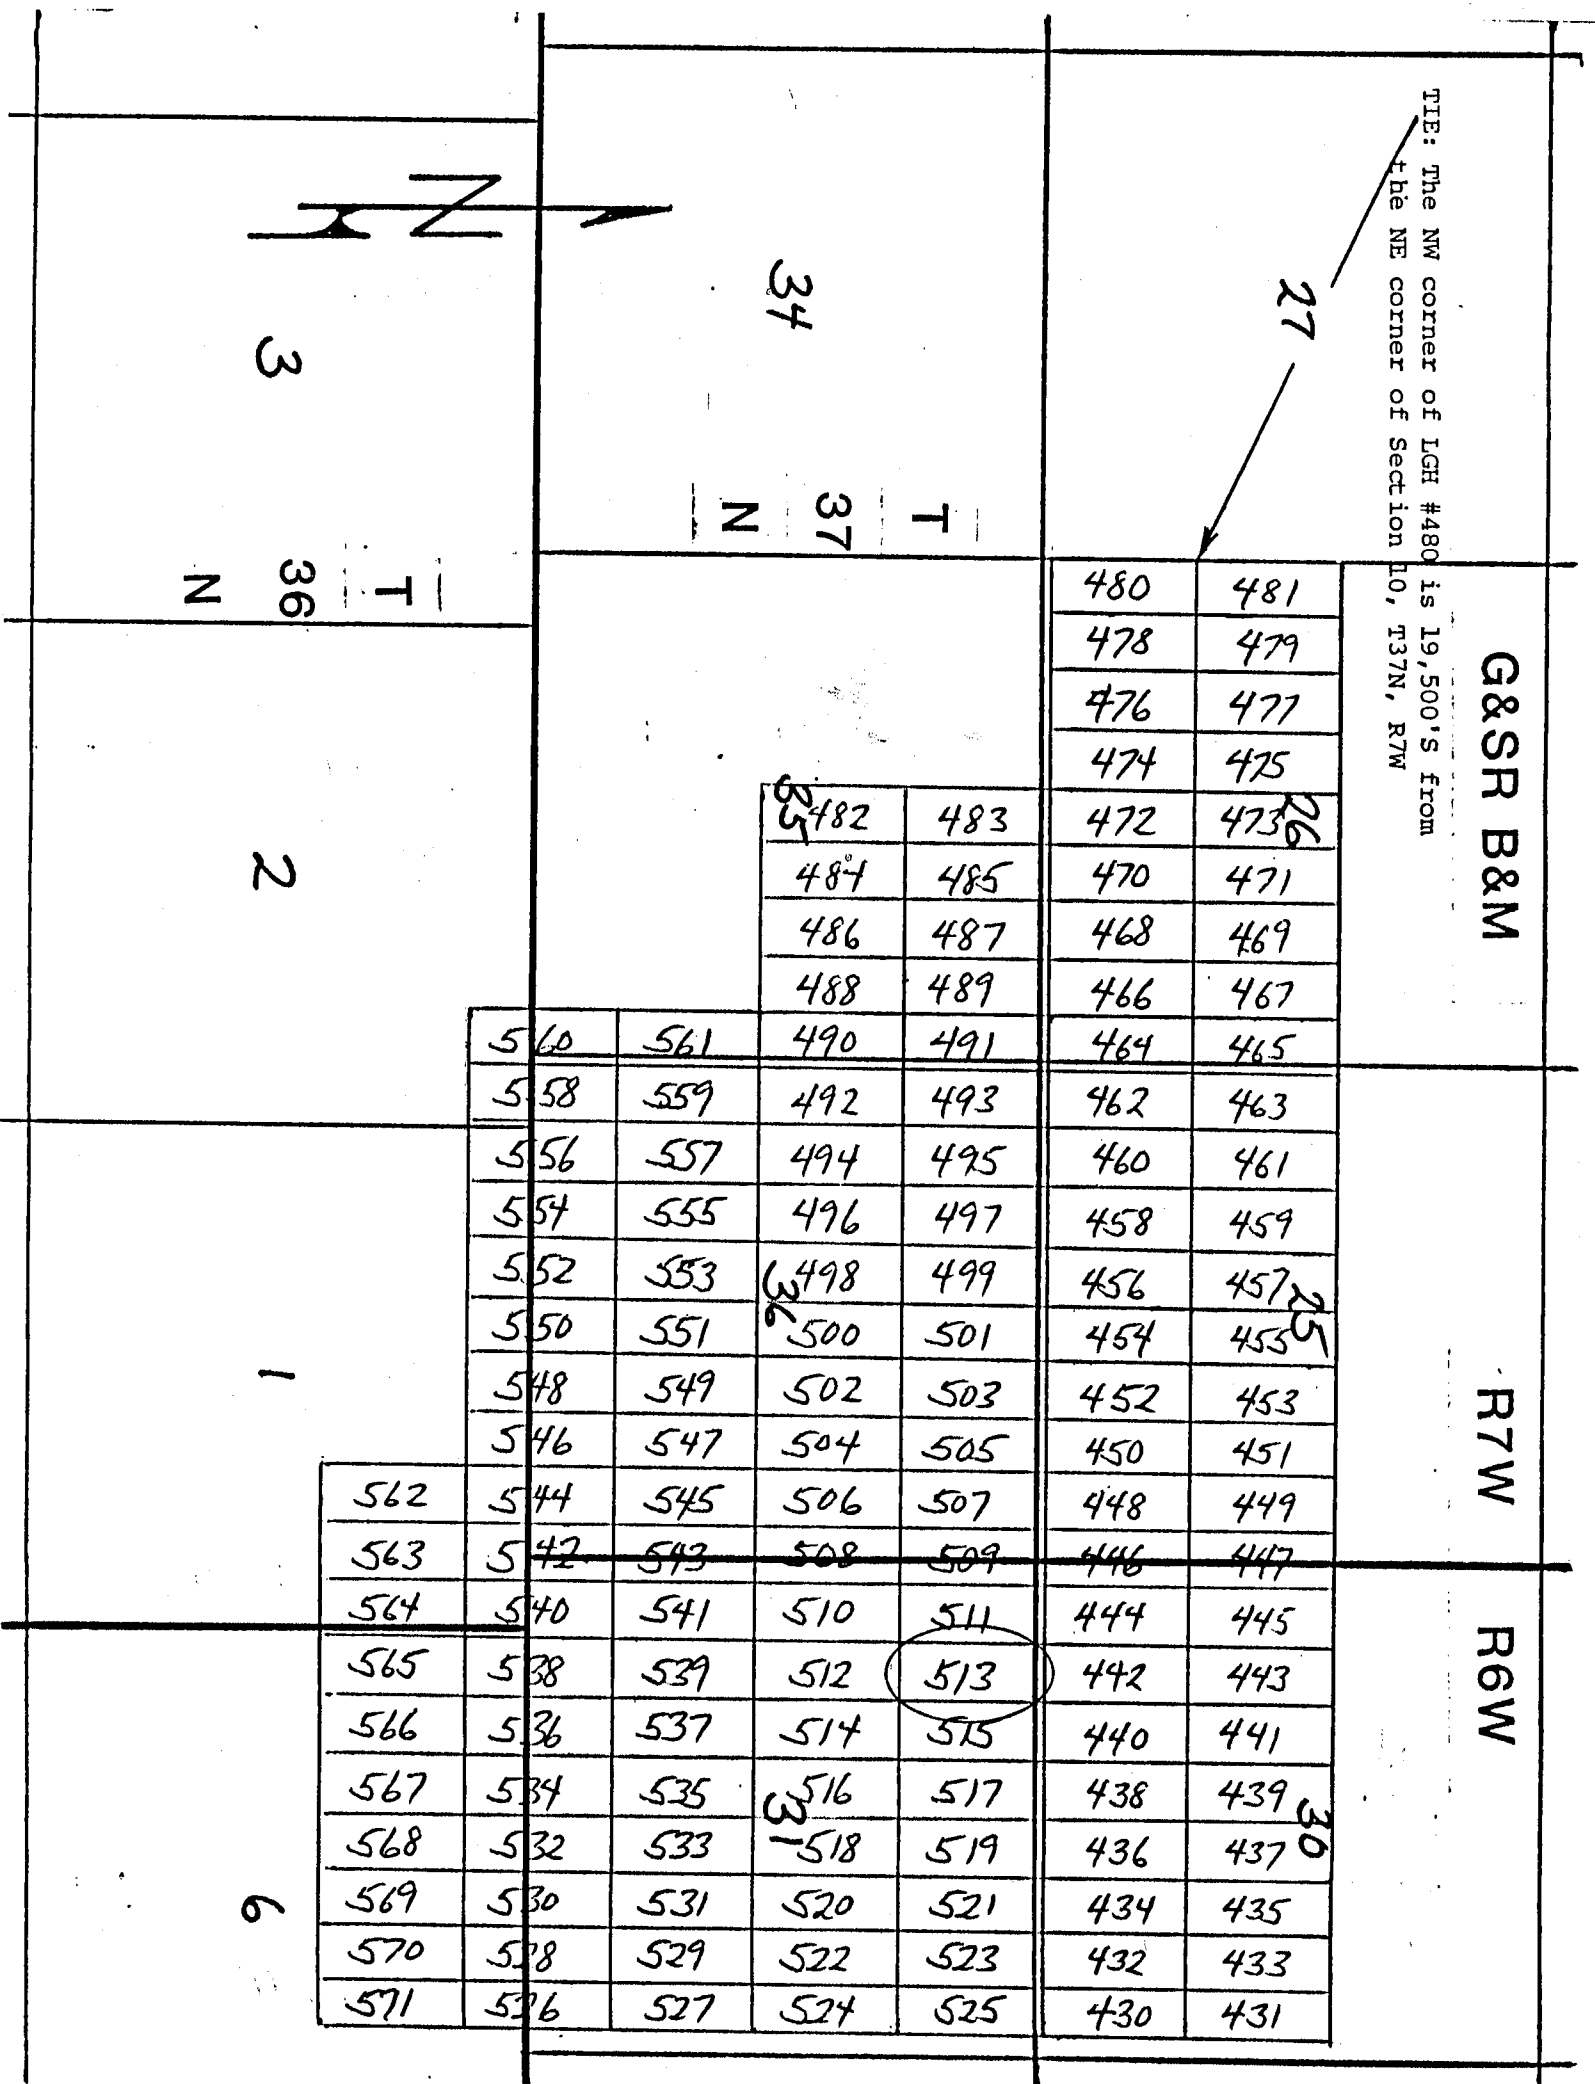 TIE: The NW corner of LGH #480 is 19,500'S from
the NE corner of Section 10, T37N, R7W
G&SR B&M
R7W
R6W
27
26
25
30
34
35
36
31
3
2
1
6
T
37
N
T
36
N
N
480 481
478 479
476 477
474 475
482 483 472 473
484 485 470 471
486 487 468 469
488 489 466 467
560 561 490 491 464 465
558 559 492 493 462 463
556 557 494 495 460 461
554 555 496 497 458 459
552 553 498 499 456 457
550 551 500 501 454 455
548 549 502 503 452 453
546 547 504 505 450 451
562 544 545 506 507 448 449
563 542 543 508 509 446 447
564 540 541 510 511 444 445
565 538 539 512 513 442 443
566 536 537 514 515 440 441
567 534 535 516 517 438 439
568 532 533 518 519 436 437
569 530 531 520 521 434 435
570 528 529 522 523 432 433
571 526 527 524 525 430 431